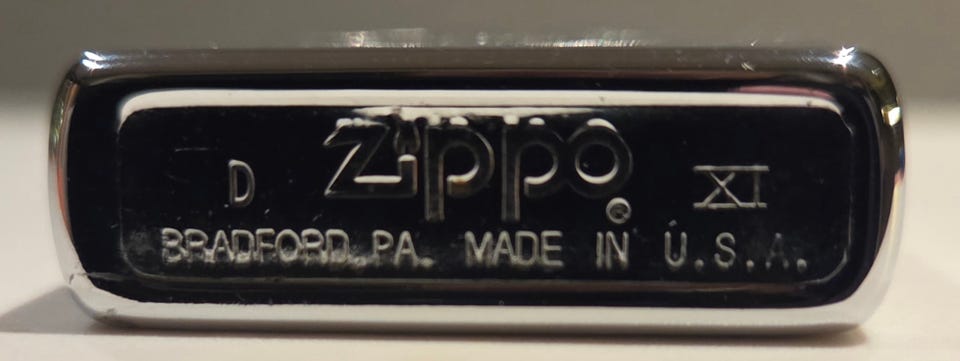 Zippo®
D XI
BRADFORD, PA. MADE IN U.S.A.